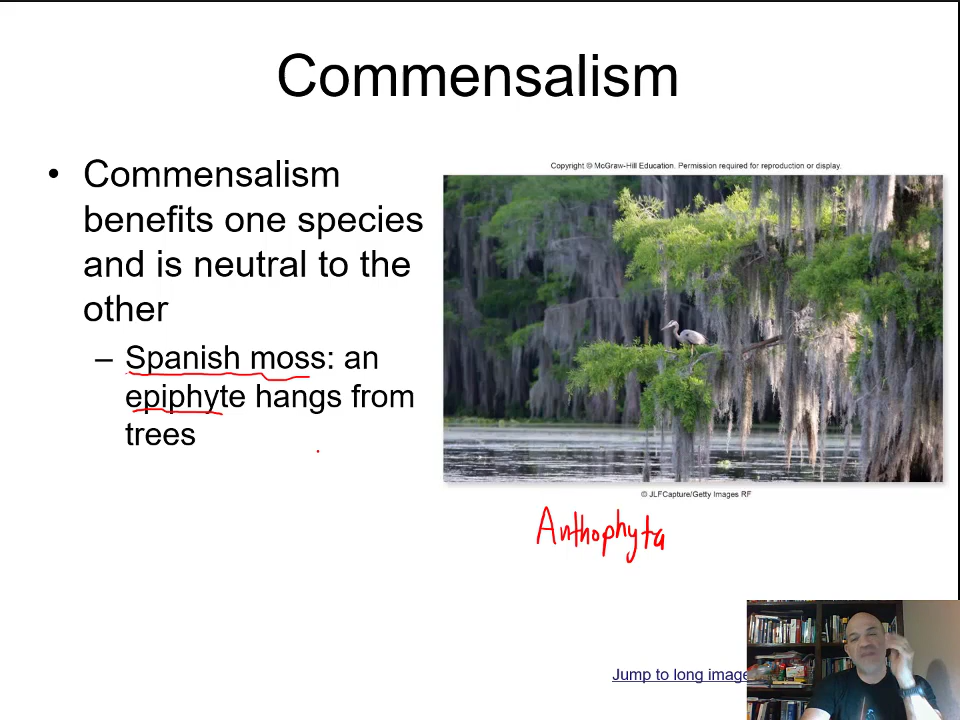 Commensalism
• Commensalism
benefits one species
and is neutral to the
other
– Spanish moss: an
epiphyte hangs from
trees
Copyright © McGraw-Hill Education. Permission required for reproduction or display.
© JLFCapture/Getty Images RF
Anthophyta
Jump to long image